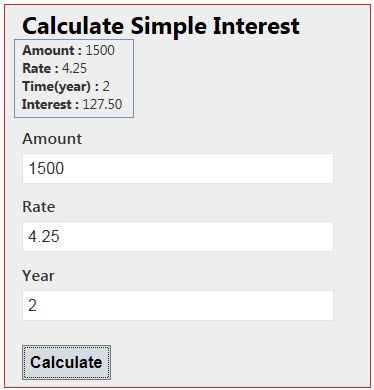 Calculate Simple Interest
Amount : 1500
Rate : 4.25
Time(year) : 2
Interest : 127.50
Amount
1500
Rate
4.25
Year
2
Calculate